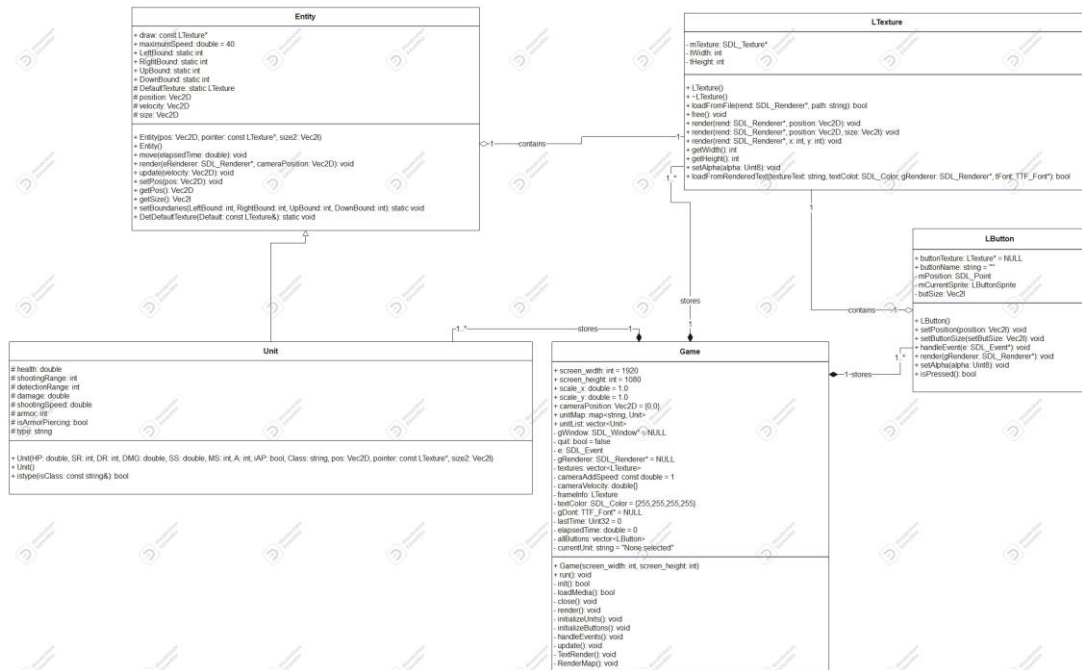 Entity
+ draw: const LTexture*
+ maximumSpeed: double = 40
+ LeftBound: static int
+ RightBound: static int
+ UpBound: static int
+ DownBound: static int
# DefaultTexture: static LTexture
# position: Vec2D
# velocity: Vec2D
# size: Vec2D
+ Entity(pos: Vec2D, pointer: const LTexture*, size2: Vec2I)
+ Entity()
+ move(elapsedTime: double): void
+ render(eRenderer: SDL_Renderer*, cameraPosition: Vec2D): void
+ update(velocity: Vec2D): void
+ setPos(pos: Vec2D): void
+ getPos(): Vec2D
+ getSize(): Vec2I
+ setBoundaries(LeftBound: int, RightBound: int, UpBound: int, DownBound: int): static void
+ DetDefaultTexture(Default: const LTexture&): static void
1
contains
1
LTexture
- mTexture: SDL_Texture*
- tWidth: int
- tHeight: int
+ LTexture()
+ ~LTexture()
+ loadFromFile(rend: SDL_Renderer*, path: string): bool
+ free(): void
+ render(rend: SDL_Renderer*, position: Vec2D): void
+ render(rend: SDL_Renderer*, position: Vec2D, size: Vec2I): void
+ render(rend: SDL_Renderer*, x: int, y: int): void
+ getWidth(): int
+ getHeight(): int
+ setAlpha(alpha: Uint8): void
+ loadFromRenderedText(textureText: string, textColor: SDL_Color, gRenderer: SDL_Renderer*, tFont: TTF_Font*): bool
1..*
stores
1
1
contains
1
LButton
+ buttonTexture: LTexture* = NULL
+ buttonName: string = ""
- mPosition: SDL_Point
- mCurrentSprite: LButtonSprite
- butSize: Vec2I
+ LButton()
+ setPosition(position: Vec2I): void
+ setButtonSize(setButSize: Vec2I): void
+ handleEvent(e: SDL_Event*): void
+ render(gRenderer: SDL_Renderer*): void
+ setAlpha(alpha: Uint8): void
+ isPressed(): bool
1..*
1
stores
1..*
stores
1
Unit
# health: double
# shootingRange: int
# detectionRange: int
# damage: double
# shootingSpeed: double
# armor: int
# isArmorPiercing: bool
# type: string
+ Unit(HP: double, SR: int, DR: int, DMG: double, SS: double, MS: int, A: int, iAP: bool, Class: string, pos: Vec2D, pointer: const LTexture*, size2: Vec2I)
+ Unit()
+ istype(isClass: const string&): bool
Game
+ screen_width: int = 1920
+ screen_height: int = 1080
+ scale_x: double = 1.0
+ scale_y: double = 1.0
+ cameraPosition: Vec2D = {0,0}
+ unitMap: map<string, Unit>
+ unitList: vector<Unit>
- gWindow: SDL_Window* = NULL
- quit: bool = false
- e: SDL_Event
- gRenderer: SDL_Renderer* = NULL
- textures: vector<LTexture>
- cameraAddSpeed: const double = 1
- cameraVelocity: double[]
- frameInfo: LTexture
- textColor: SDL_Color = {255,255,255,255}
- gDont: TTF_Font* = NULL
- lastTime: Uint32 = 0
- elapsedTime: double = 0
- allButtons: vector<LButton>
- currentUnit: string = "None selected"
+ Game(screen_width: int, screen_height: int)
+ run(): void
- init(): bool
- loadMedia(): bool
- close(): void
- render(): void
- initializeUnits(): void
- initializeButtons(): void
- handleEvents(): void
- update(): void
- TextRender(): void
- RenderMap(): void